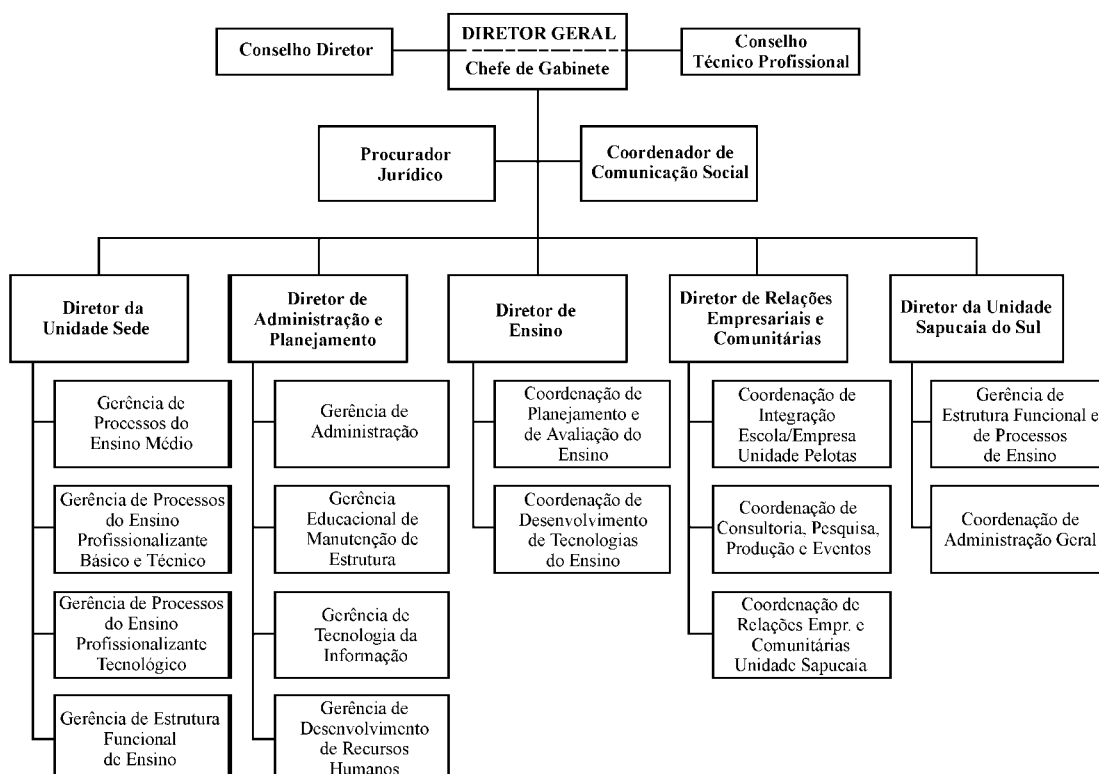 DIRETOR GERAL
Chefe de Gabinete
Conselho Diretor
Conselho
Técnico Profissional
Procurador
Jurídico
Coordenador de
Comunicação Social
Diretor da
Unidade Sede
Diretor de
Administração e
Planejamento
Diretor de
Ensino
Diretor de Relações
Empresariais e
Comunitárias
Diretor da Unidade
Sapucaia do Sul
Gerência de
Processos do
Ensino Médio
Gerência de Processos
do Ensino
Profissionalizante
Básico e Técnico
Gerência de Processos
do Ensino
Profissionalizante
Tecnológico
Gerência de Estrutura
Funcional
de Ensino
Gerência de
Administração
Gerência
Educacional de
Manutenção de
Estrutura
Gerência de
Tecnologia da
Informação
Gerência de
Desenvolvimento
de Recursos
Humanos
Coordenação de
Planejamento e
de Avaliação do
Ensino
Coordenação de
Desenvolvimento
de Tecnologias
do Ensino
Coordenação de
Integração
Escola/Empresa
Unidade Pelotas
Coordenação de
Consultoria, Pesquisa,
Produção e Eventos
Coordenação de
Relações Empr. e
Comunitárias
Unidade Sapucaia
Gerência de
Estrutura Funcional e
de Processos
de Ensino
Coordenação de
Administração Geral